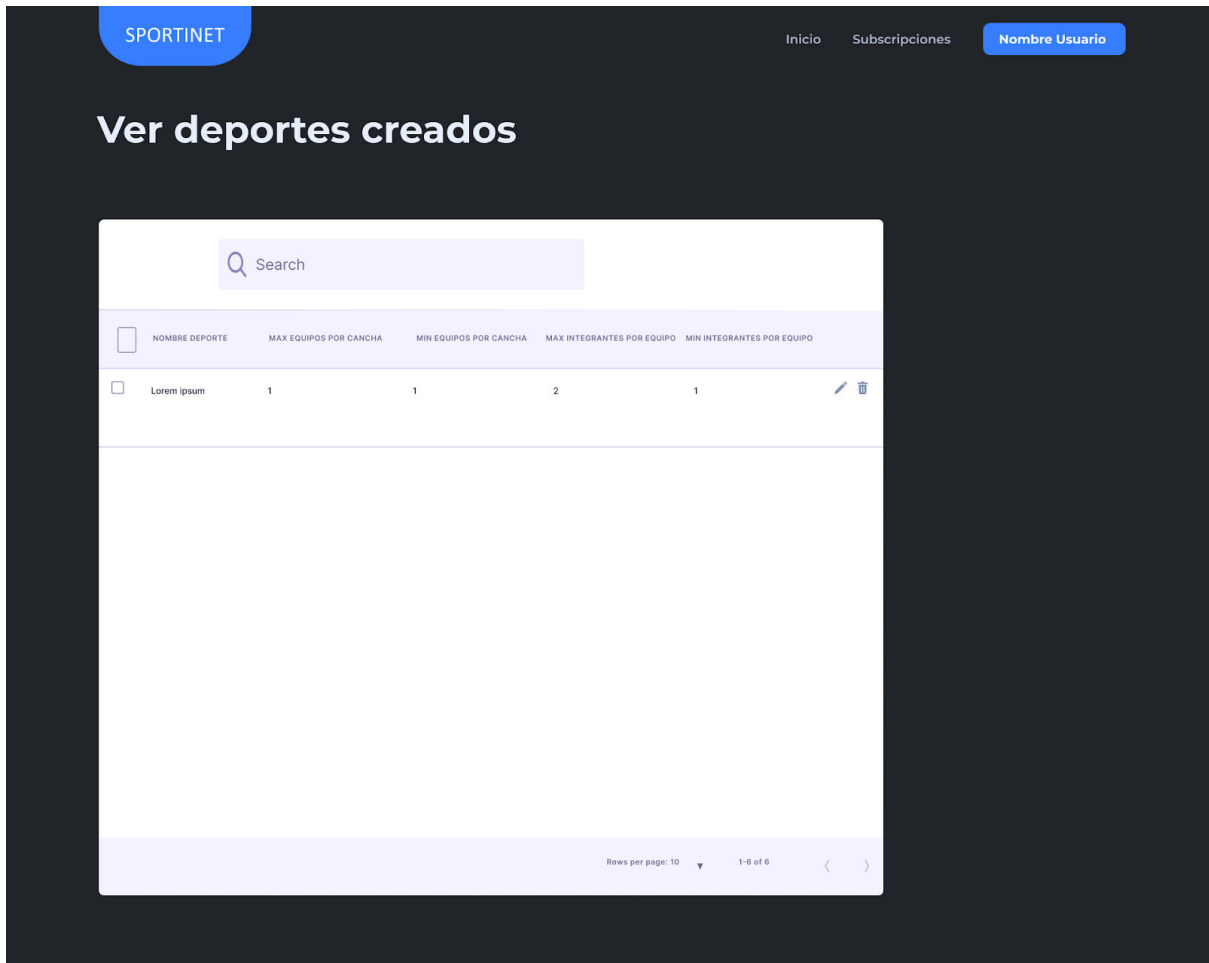 SPORTINET
Inicio Subscripciones Nombre Usuario
Ver deportes creados
Search
NOMBRE DEPORTE MAX EQUIPOS POR CANCHA MIN EQUIPOS POR CANCHA MAX INTEGRANTES POR EQUIPO MIN INTEGRANTES POR EQUIPO
Lorem ipsum 1 1 2 1
Rows per page: 10 1-6 of 6